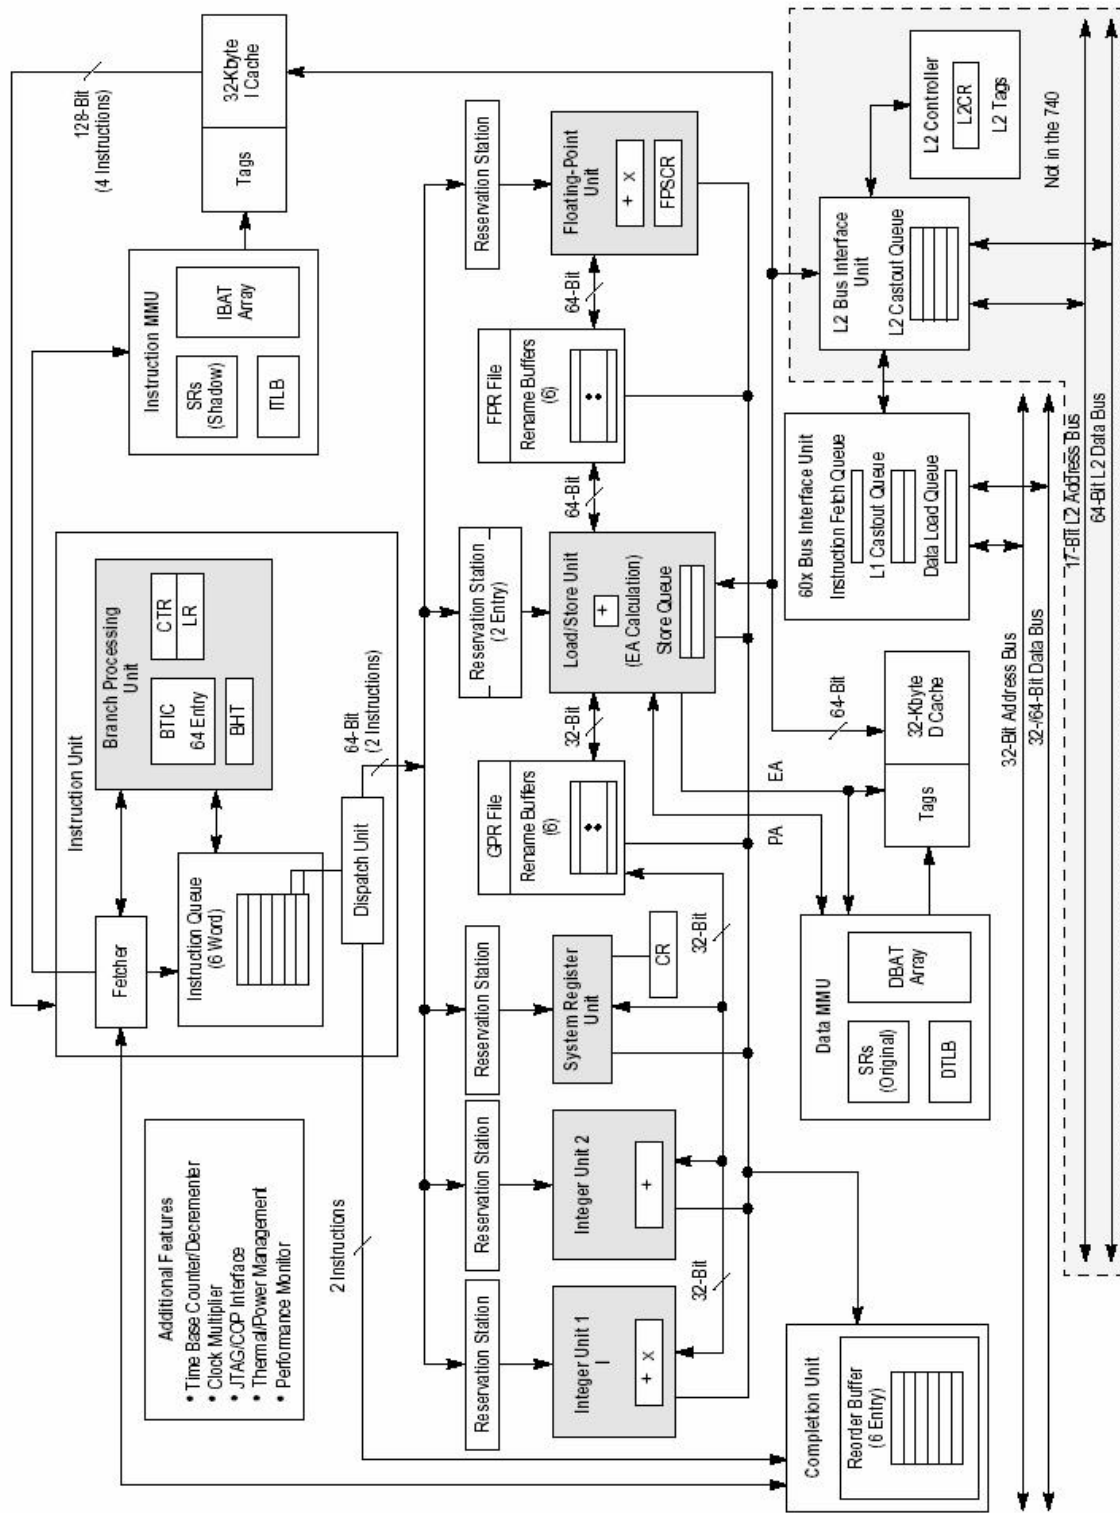 Additional Features
• Time Base Counter/Decrementer
• Clock Multiplier
• JTAG/COP Interface
• Thermal/Power Management
• Performance Monitor
Instruction Unit
Fetcher
Branch Processing
Unit
BTIC
64 Entry
CTR
LR
BHT
Instruction Queue
(6 Word)
Dispatch Unit
64-Bit
(2 Instructions)
2 Instructions
128-Bit
(4 Instructions)
Instruction MMU
SRs
(Shadow)
IBAT
Array
ITLB
Tags
32-Kbyte
I Cache
Reservation Station
Reservation Station
Reservation Station
Reservation Station
(2 Entry)
Reservation Station
Integer Unit 1
+ x
Integer Unit 2
+
System Register
Unit
CR
GPR File
Rename Buffers
(6)
32-Bit
Load/Store Unit
+
(EA Calculation)
Store Queue
64-Bit
FPR File
Rename Buffers
(6)
64-Bit
Floating-Point
Unit
+ x
FPSCR
32-Bit
32-Bit
PA
EA
Completion Unit
Reorder Buffer
(6 Entry)
Data MMU
SRs
(Original)
DBAT
Array
DTLB
Tags
32-Kbyte
D Cache
64-Bit
60x Bus Interface Unit
Instruction Fetch Queue
L1 Castout Queue
Data Load Queue
L2 Bus Interface
Unit
L2 Castout Queue
L2 Controller
L2CR
L2 Tags
Not in the 740
32-Bit Address Bus
32-/64-Bit Data Bus
17-Bit L2 Address Bus
64-Bit L2 Data Bus